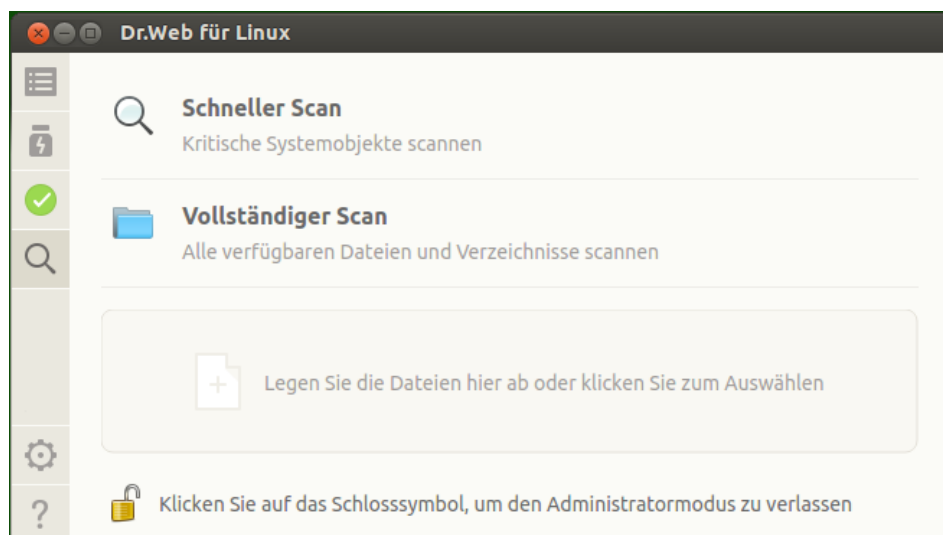 Dr.Web für Linux
Schneller Scan
Kritische Systemobjekte scannen
Vollständiger Scan
Alle verfügbaren Dateien und Verzeichnisse scannen
Legen Sie die Dateien hier ab oder klicken Sie zum Auswählen
Klicken Sie auf das Schlosssymbol, um den Administratormodus zu verlassen